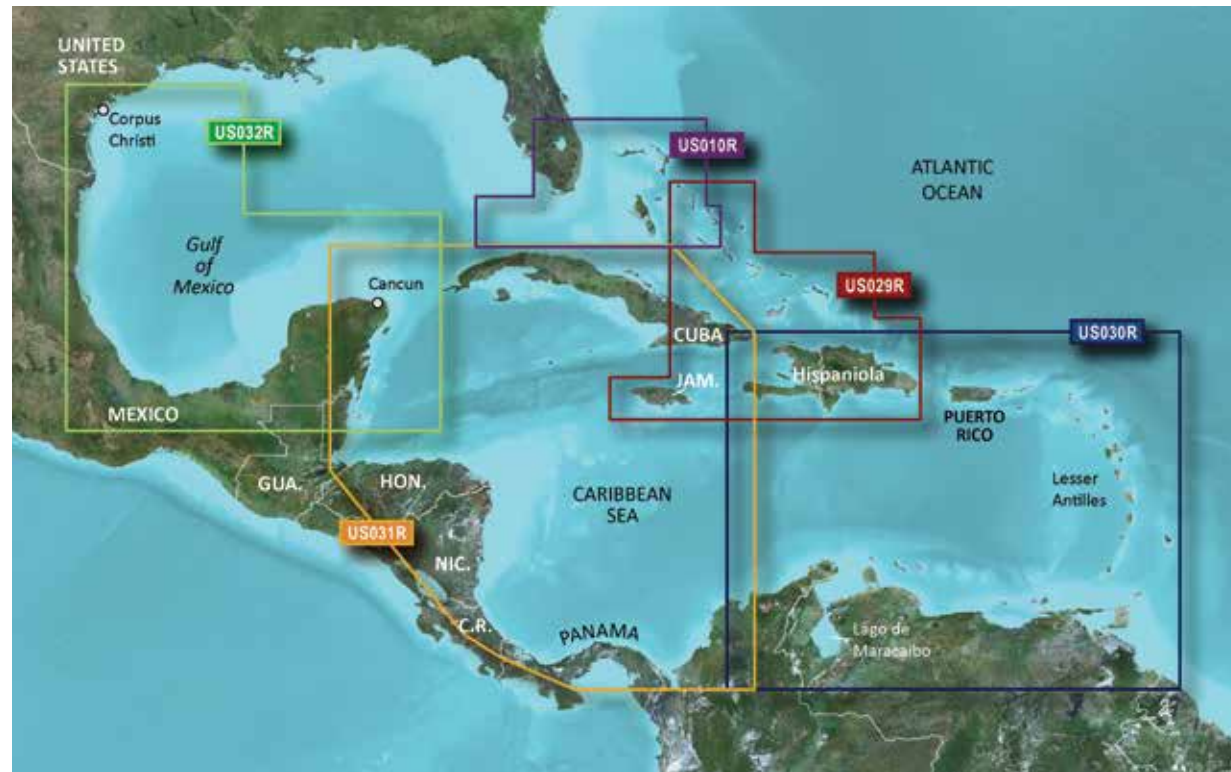 UNITED
STATES
Corpus
Christi
US032R
US010R
ATLANTIC
OCEAN
Gulf
of
Mexico
Cancun
US029R
CUBA
US030R
JAM.
Hispaniola
MEXICO
PUERTO
RICO
GUA.
HON.
CARIBBEAN
SEA
Lesser
Antilles
US031R
NIC.
C.R.
PANAMA
Lago de
Maracaibo